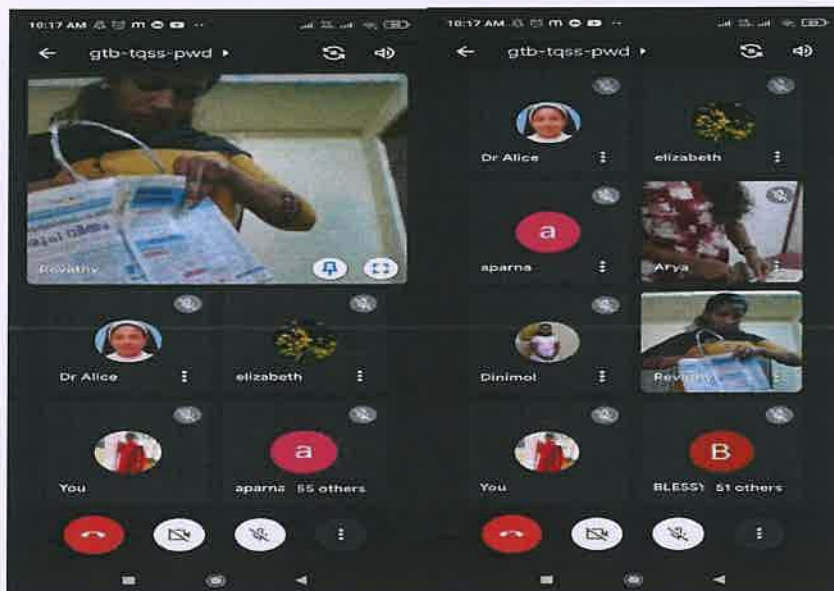 10:17 AM
gtb-tqss-pwd
Revathy
Dr Alice
elizabeth
You
a
aparna 55 others
10:17 AM
gtb-tqss-pwd
Dr Alice
elizabeth
a
aparna
Arya
Dinimol
Revathy
You
B
BLESSY 51 others